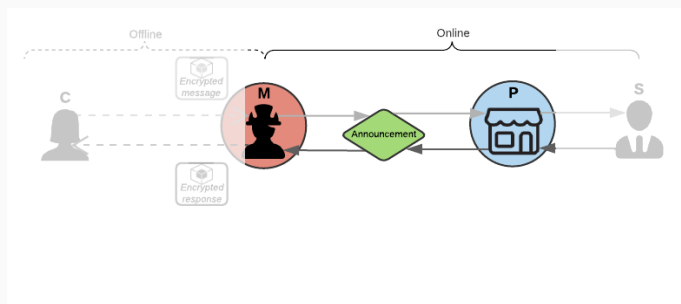 Offline
Online
Encrypted
message
C
M
P
S
Announcement
Encrypted
response